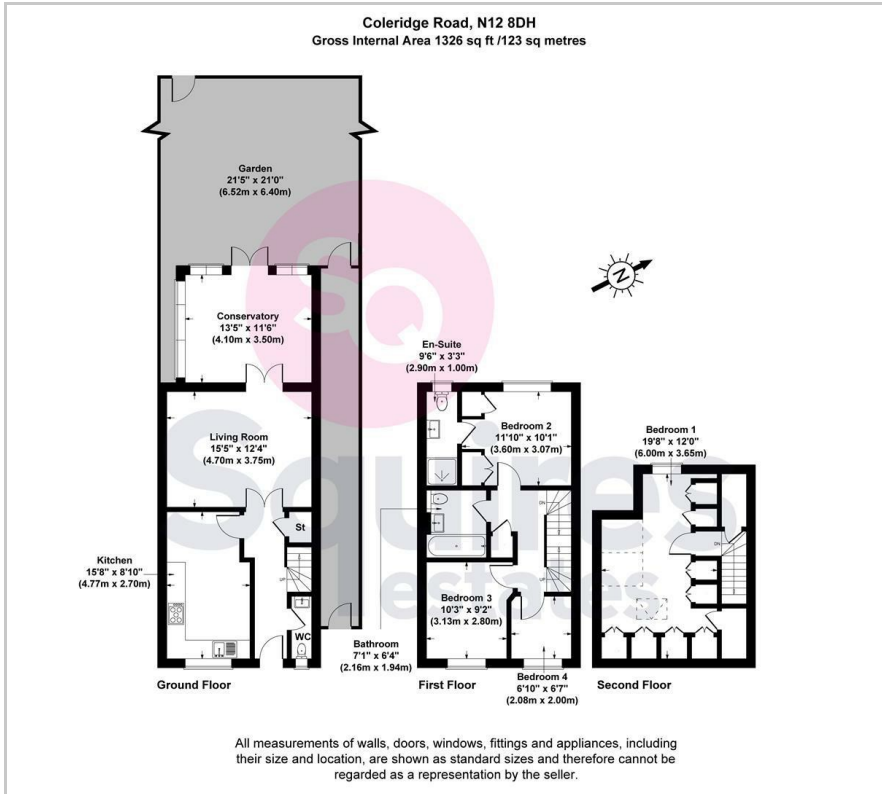 Coleridge Road, N12 8DH
Gross Internal Area 1326 sq ft /123 sq metres
Garden
21'5" x 21'0"
(6.52m x 6.40m)
SQ
Squires
estates
N
Conservatory
13'5" x 11'6"
(4.10m x 3.50m)
Living Room
15'5" x 12'4"
(4.70m x 3.75m)
St
Kitchen
15'8" x 8'10"
(4.77m x 2.70m)
UP
WC
Ground Floor
En-Suite
9'6" x 3'3"
(2.90m x 1.00m)
Bedroom 2
11'10" x 10'1"
(3.60m x 3.07m)
DN
UP
Bedroom 3
10'3" x 9'2"
(3.13m x 2.80m)
Bathroom
7'1" x 6'4"
(2.16m x 1.94m)
Bedroom 4
6'10" x 6'7"
(2.08m x 2.00m)
First Floor
Bedroom 1
19'8" x 12'0"
(6.00m x 3.65m)
DN
Second Floor
All measurements of walls, doors, windows, fittings and appliances, including
their size and location, are shown as standard sizes and therefore cannot be
regarded as a representation by the seller.